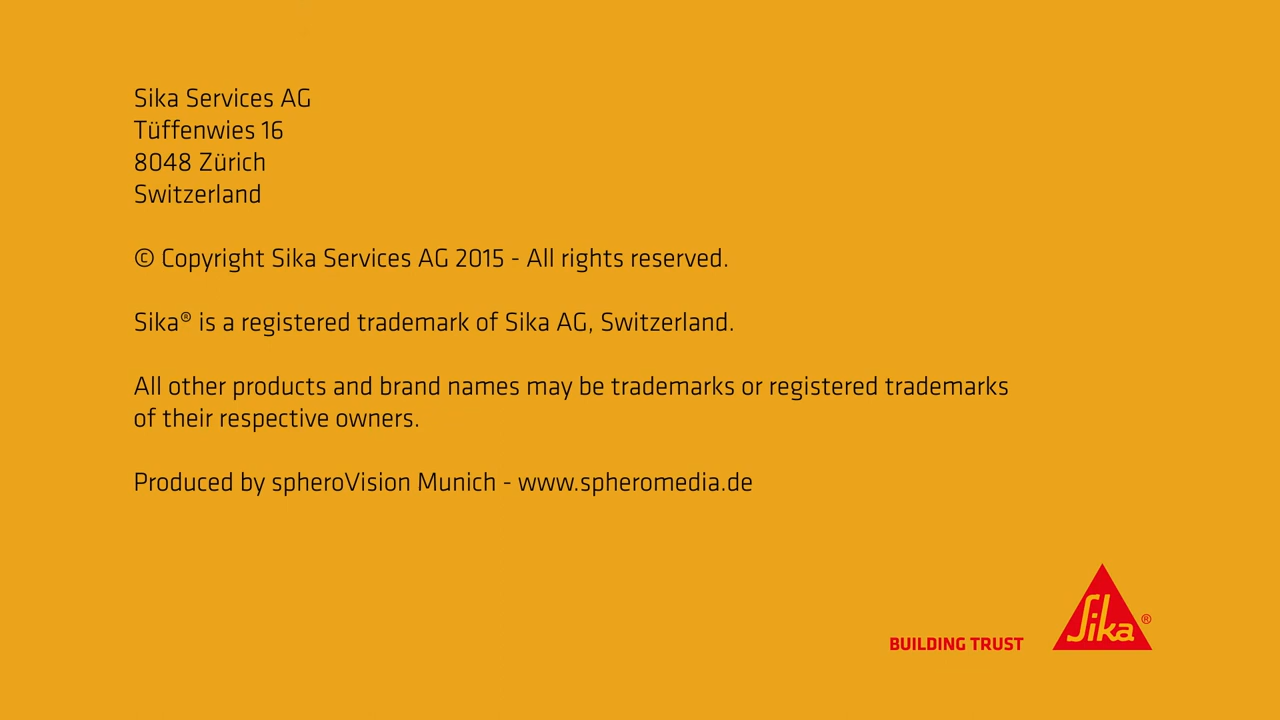 Sika Services AG
Tüffenwies 16
8048 Zürich
Switzerland
© Copyright Sika Services AG 2015 - All rights reserved.
Sika® is a registered trademark of Sika AG, Switzerland.
All other products and brand names may be trademarks or registered trademarks
of their respective owners.
Produced by spheroVision Munich - www.spheromedia.de
BUILDING TRUST
Sika®